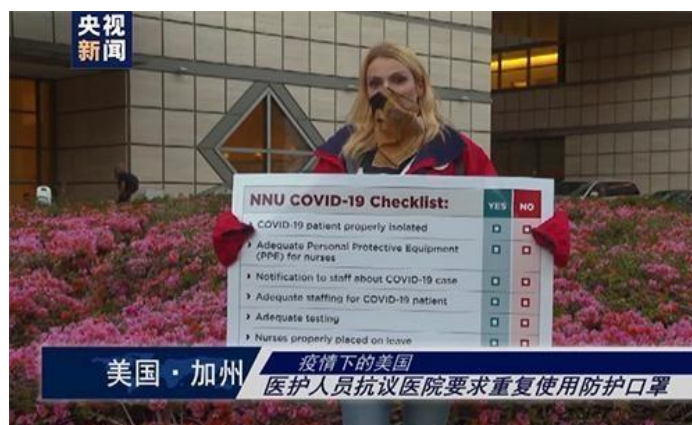 央视
新闻
NNU COVID-19 Checklist:
YES NO
COVID-19 patient properly isolated
Adequate Personal Protective Equipment
(PPE) for nurses
Notification to staff about COVID-19 case
Adequate staffing for COVID-19 patient
Adequate testing
Nurses properly placed on leave
疫情下的美国
美国·加州
医护人员抗议医院要求重复使用防护口罩